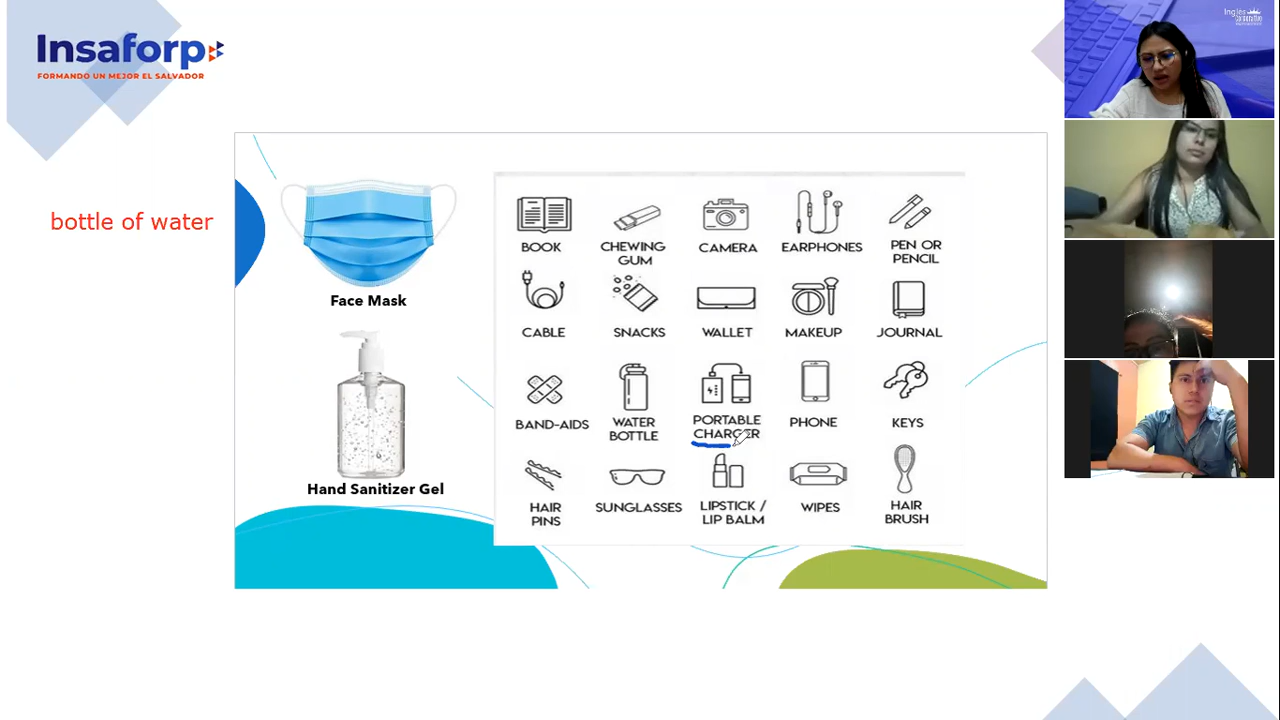 Insaforp
FORMANDO UN MEJOR EL SALVADOR
bottle of water
Face Mask
Hand Sanitizer Gel
BOOK
CHEWING
GUM
CAMERA
EARPHONES
PEN OR
PENCIL
CABLE
SNACKS
WALLET
MAKEUP
JOURNAL
BAND-AIDS
WATER
BOTTLE
PORTABLE
CHARGER
PHONE
KEYS
HAIR
PINS
SUNGLASSES
LIPSTICK /
LIP BALM
WIPES
HAIR
BRUSH
Inglés